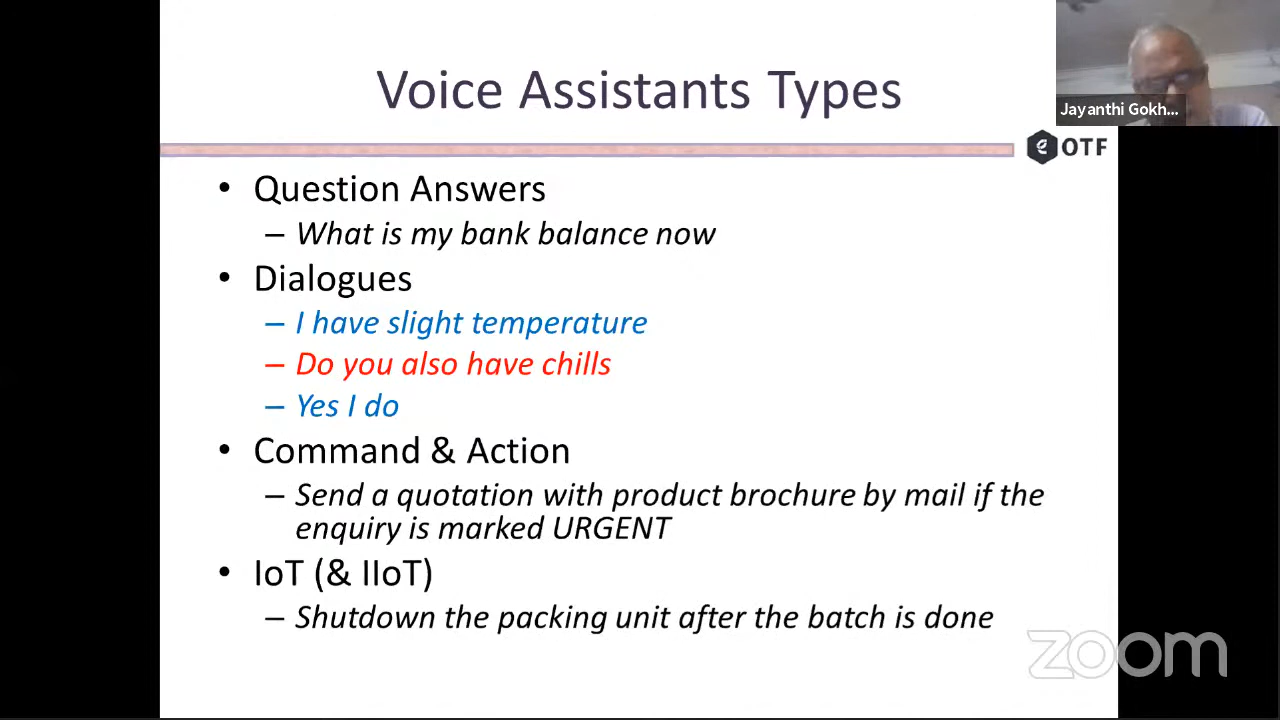 Voice Assistants Types
Jayanthi Gokh...
OTF
• Question Answers
– What is my bank balance now
• Dialogues
– I have slight temperature
– Do you also have chills
– Yes I do
• Command & Action
– Send a quotation with product brochure by mail if the
enquiry is marked URGENT
• IoT (& IIoT)
– Shutdown the packing unit after the batch is done
zoom